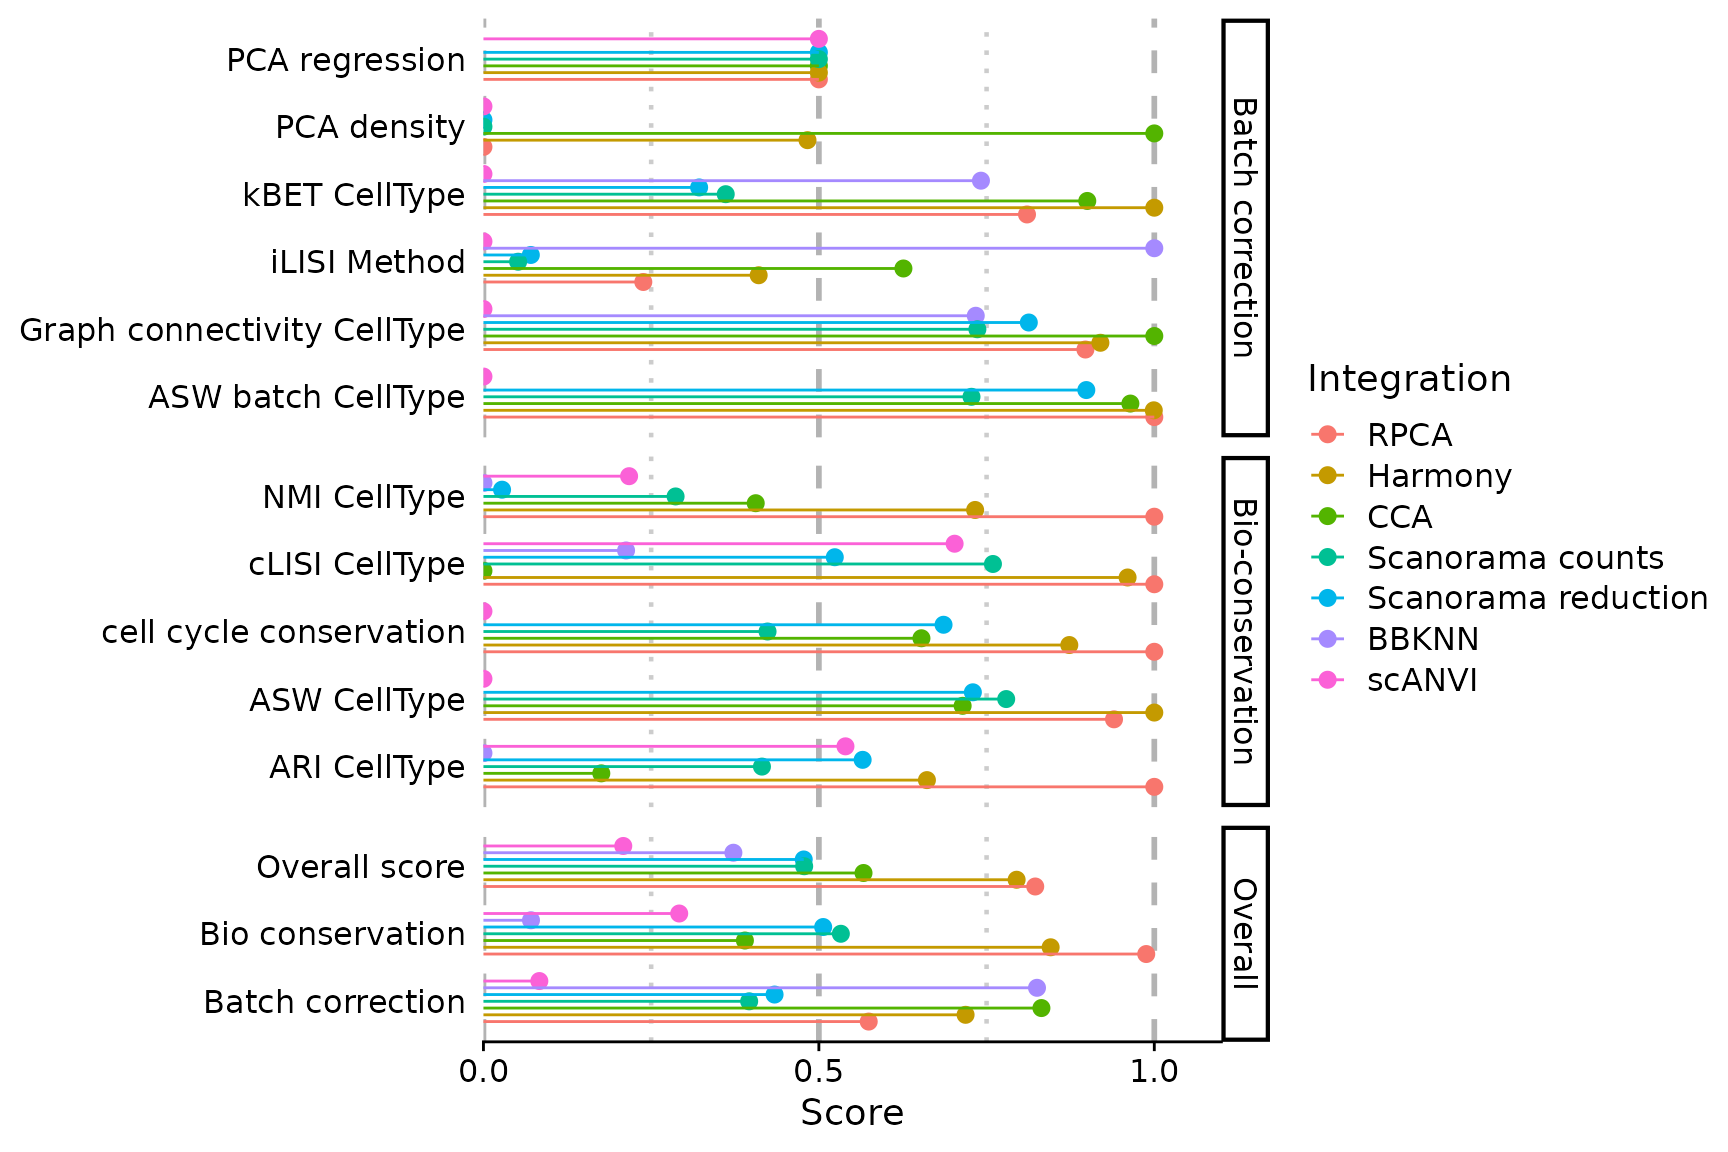 PCA regression
PCA density
kBET CellType
iLISI Method
Graph connectivity CellType
ASW batch CellType
Batch correction
NMI CellType
cLISI CellType
cell cycle conservation
ASW CellType
ARI CellType
Bio-conservation
Overall score
Bio conservation
Batch correction
Overall
0.0
0.5
1.0
Score
Integration
RPCA
Harmony
CCA
Scanorama counts
Scanorama reduction
BBKNN
scANVI